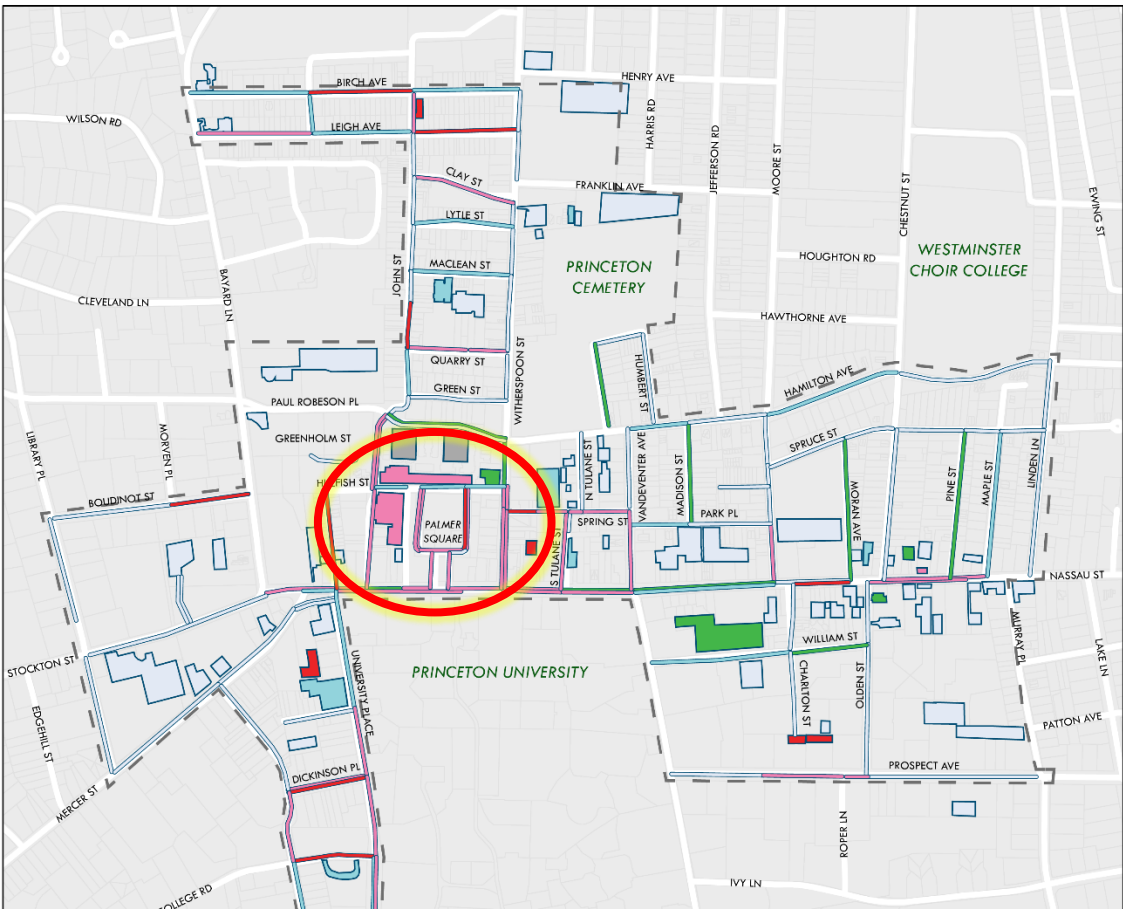 HENRY AVE
BIRCH AVE
WILSON RD
LEIGH AVE
HARRIS RD
JEFFERSON RD
MOORE ST
CLAY ST
FRANKLIN AVE
CHESTNUT ST
EWING ST
LYTLE ST
WESTMINSTER
CHOIR COLLEGE
PRINCETON
CEMETERY
MACLEAN ST
JOHN ST
HOUGHTON RD
BAYARD LN
CLEVELAND LN
HAWTHORNE AVE
WITHERSPOON ST
QUARRY ST
HUMBERT ST
GREEN ST
HAMILTON AVE
PAUL ROBESON PL
GREENHOLM ST
SPRUCE ST
LIBRARY PL
MORVEN PL
N TULANE ST
VANDEVENTER AVE
MADISON ST
MORAN AVE
PINE ST
MAPLE ST
LINDEN LN
BOUDINOT ST
PALMER
SQUARE
SPRING ST
PARK PL
S TULANE ST
NASSAU ST
STOCKTON ST
UNIVERSITY PLACE
PRINCETON UNIVERSITY
WILLIAM ST
CHARLTON ST
OLDEN ST
MURRAY PL
LAKE LN
EDGEHILL ST
PATTON AVE
DICKINSON PL
PROSPECT AVE
MERCER ST
ROPER LN
COLLEGE RD
IVY LN